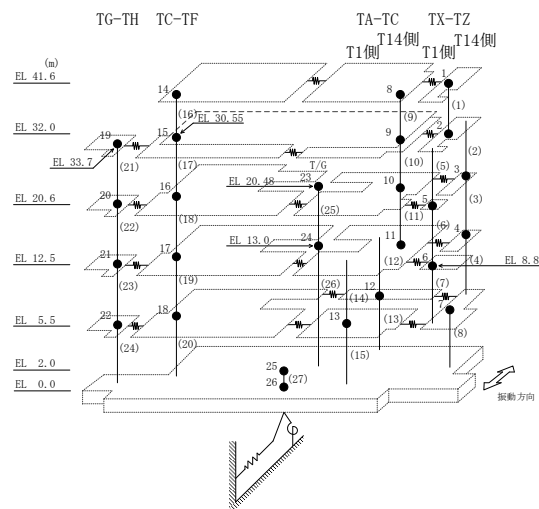 TG-TH TC-TF TA-TC TX-TZ
T14側 T14側
T1側 T1側
(m)
EL 41.6
14 8 1
(1)
(16) EL 30.55 (9)
EL 32.0
19 15 9 2
(2)
EL 33.7 (21) (17) T/G (10) (5)
EL 20.48 23 10 3
20 16 5 (3)
EL 20.6
(22) (18) (25) (11)
24 (6) 4
EL 13.0 11
21 17 6 (4) EL 8.8
EL 12.5
(12)
(23) (19) (26) 12 (7)
(14)
22 18 13 (13) 7
EL 5.5
(8)
(24) (20) (15)
EL 2.0
25
EL 0.0
26 (27)
振動方向